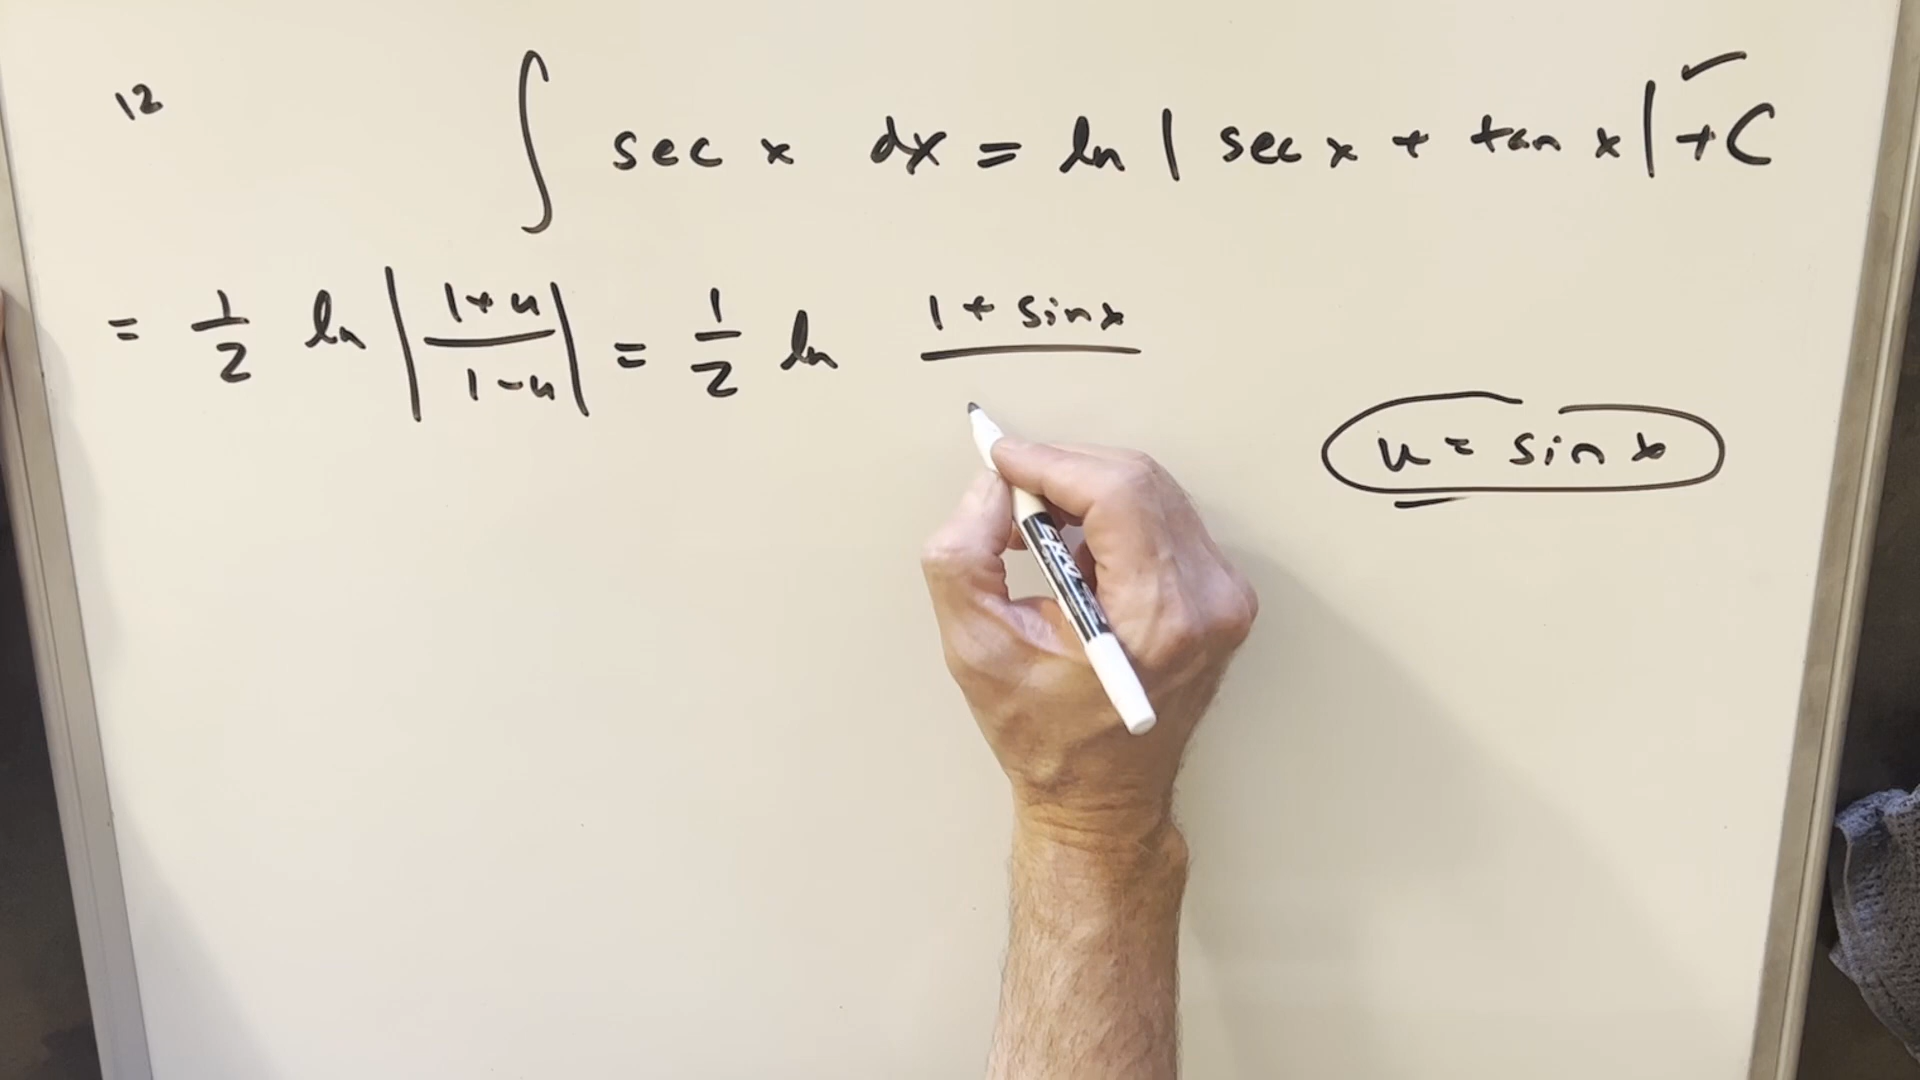 12
∫ sec x dx = ln | sec x + tan x | + C
= 1/2 ln | 1+u / 1-u | = 1/2 ln 1 + sin x
u = sin x
EXPO